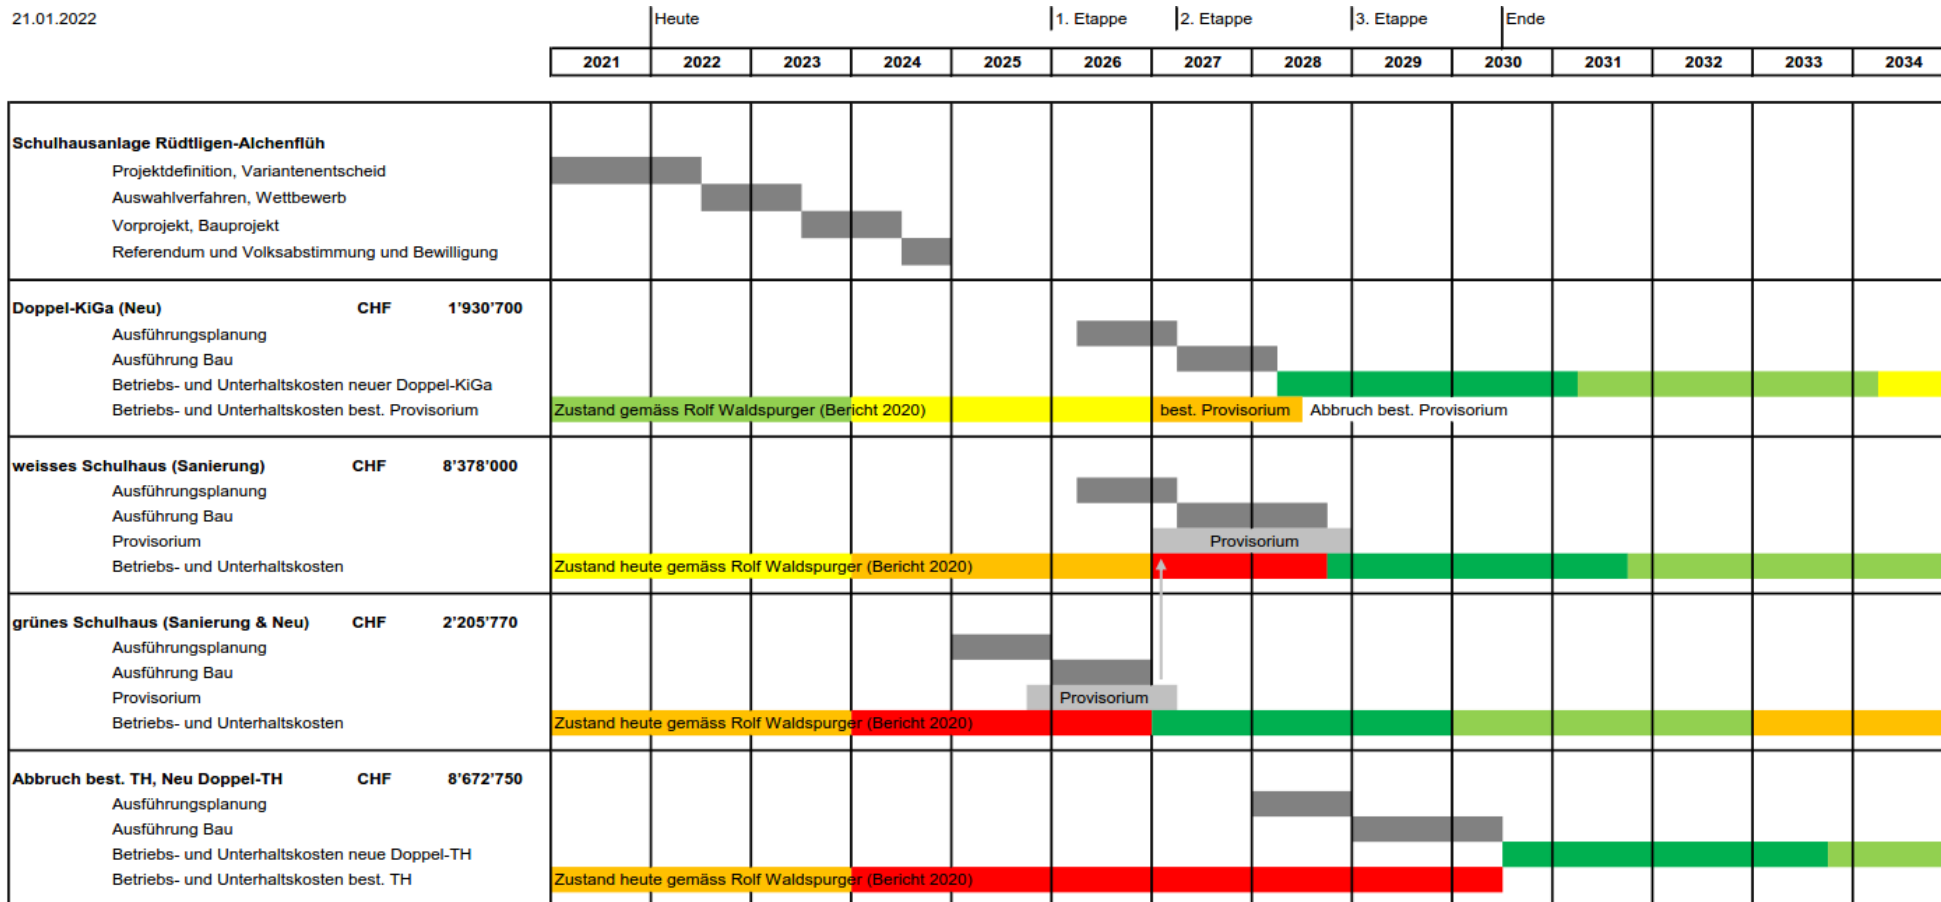 21.01.2022 Heute 1. Etappe 2. Etappe 3. Etappe Ende
2021 2022 2023 2024 2025 2026 2027 2028 2029 2030 2031 2032 2033 2034
Schulhausanlage Rüdtligen-Alchenflüh
Projektdefinition, Variantenentscheid
Auswahlverfahren, Wettbewerb
Vorprojekt, Bauprojekt
Referendum und Volksabstimmung und Bewilligung
Doppel-KiGa (Neu) CHF 1'930'700
Ausführungsplanung
Ausführung Bau
Betriebs- und Unterhaltskosten neuer Doppel-KiGa
Betriebs- und Unterhaltskosten best. Provisorium Zustand gemäss Rolf Waldspurger (Bericht 2020) best. Provisorium Abbruch best. Provisorium
weisses Schulhaus (Sanierung) CHF 8'378'000
Ausführungsplanung
Ausführung Bau
Provisorium Provisorium
Betriebs- und Unterhaltskosten Zustand heute gemäss Rolf Waldspurger (Bericht 2020)
grünes Schulhaus (Sanierung & Neu) CHF 2'205'770
Ausführungsplanung
Ausführung Bau
Provisorium Provisorium
Betriebs- und Unterhaltskosten Zustand heute gemäss Rolf Waldspurger (Bericht 2020)
Abbruch best. TH, Neu Doppel-TH CHF 8'672'750
Ausführungsplanung
Ausführung Bau
Betriebs- und Unterhaltskosten neue Doppel-TH
Betriebs- und Unterhaltskosten best. TH Zustand heute gemäss Rolf Waldspurger (Bericht 2020)